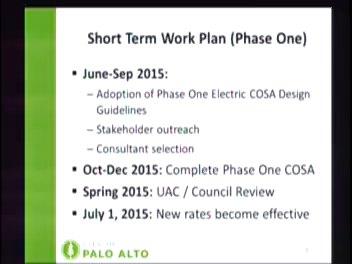 Short Term Work Plan (Phase One)
▪ June-Sep 2015:
– Adoption of Phase One Electric COSA Design
Guidelines
– Stakeholder outreach
– Consultant selection
▪ Oct-Dec 2015: Complete Phase One COSA
▪ Spring 2015: UAC / Council Review
▪ July 1, 2015: New rates become effective
PALO ALTO